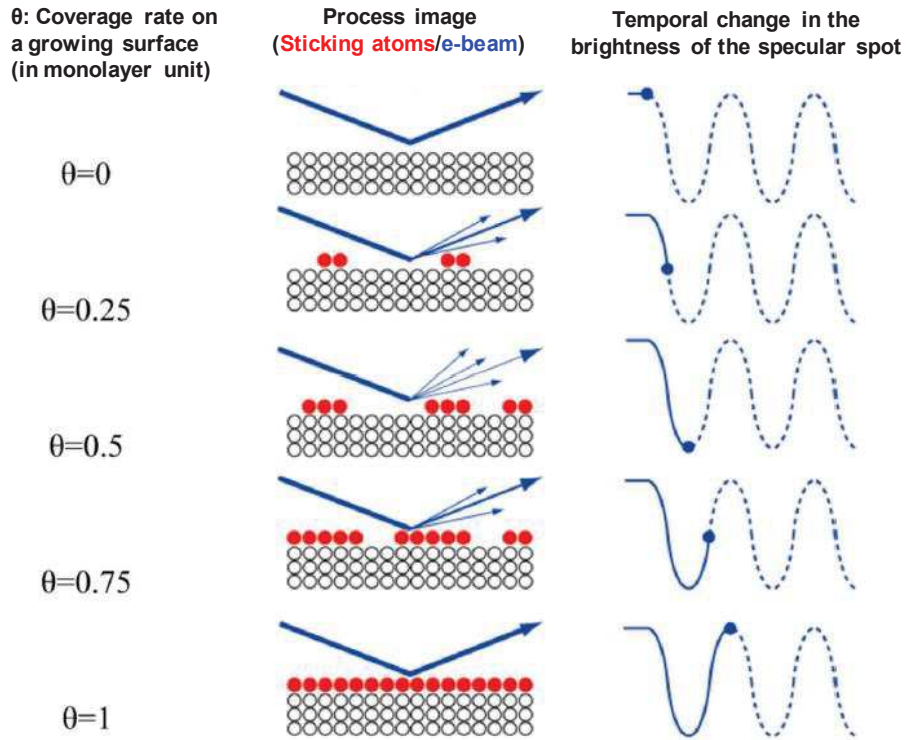 θ: Coverage rate on
a growing surface
(in monolayer unit)
Process image
(Sticking atoms/e-beam)
Temporal change in the
brightness of the specular spot
θ=0
θ=0.25
θ=0.5
θ=0.75
θ=1